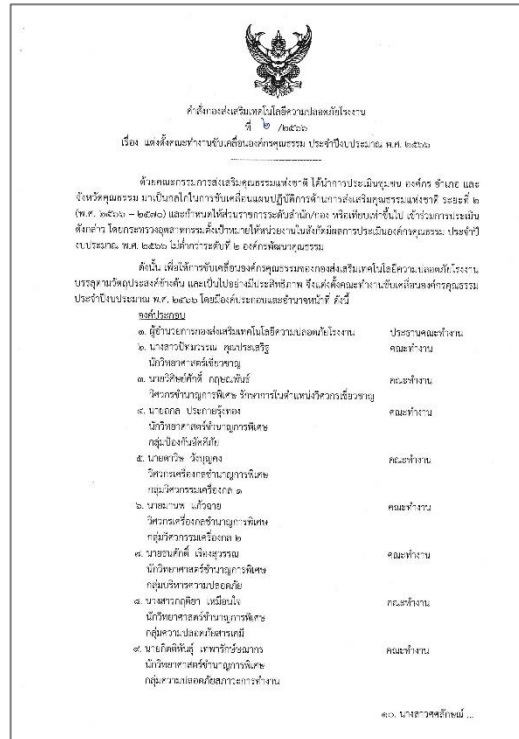 คำสั่งกองส่งเสริมเทคโนโลยีความปลอดภัยโรงงาน
ที่ ๒ /๒๕๖๖
เรื่อง แต่งตั้งคณะทำงานขับเคลื่อนองค์กรคุณธรรม ประจำปีงบประมาณ พ.ศ. ๒๕๖๖
ด้วยคณะกรรมการส่งเสริมคุณธรรมแห่งชาติ ได้นำการประเมินชุมชน องค์กร อำเภอ และ
จังหวัดคุณธรรม มาเป็นกลไกในการขับเคลื่อนแผนปฏิบัติการด้านการส่งเสริมคุณธรรมแห่งชาติ ระยะที่ ๒
(พ.ศ. ๒๕๖๖ – ๒๕๗๐) และกำหนดให้ส่วนราชการระดับสำนัก/กอง หรือเทียบเท่าขึ้นไป เข้าร่วมการประเมิน
ดังกล่าว โดยกระทรวงอุตสาหกรรมตั้งเป้าหมายให้หน่วยงานในสังกัดมีผลการประเมินองค์กรคุณธรรม ประจำปี
งบประมาณ พ.ศ. ๒๕๖๖ ไม่ต่ำกว่าระดับที่ ๒ องค์กรพัฒนาคุณธรรม
ดังนั้น เพื่อให้การขับเคลื่อนองค์กรคุณธรรมของกองส่งเสริมเทคโนโลยีความปลอดภัยโรงงาน
บรรลุตามวัตถุประสงค์ข้างต้น และเป็นไปอย่างมีประสิทธิภาพ จึงแต่งตั้งคณะทำงานขับเคลื่อนองค์กรคุณธรรม
ประจำปีงบประมาณ พ.ศ. ๒๕๖๖ โดยมีองค์ประกอบและอำนาจหน้าที่ ดังนี้
องค์ประกอบ
๑. ผู้อำนวยการกองส่งเสริมเทคโนโลยีความปลอดภัยโรงงาน ประธานคณะทำงาน
๒. นางสาวปัทมวรรณ คุณประเสริฐ คณะทำงาน
นักวิทยาศาสตร์เชี่ยวชาญ
๓. นายวิศิษฎ์ศักดิ์ กฤษณพันธ์ คณะทำงาน
วิศวกรชำนาญการพิเศษ รักษาการในตำแหน่งวิศวกรเชี่ยวชาญ
๔. นายถกล ประกายรุ้งทอง คณะทำงาน
นักวิทยาศาสตร์ชำนาญการพิเศษ
กลุ่มป้องกันอัคคีภัย
๕. นายดาวิษ วังบุญคง คณะทำงาน
วิศวกรเครื่องกลชำนาญการพิเศษ
กลุ่มวิศวกรรมเครื่องกล ๑
๖. นายมานพ แก้วฉาย คณะทำงาน
วิศวกรเครื่องกลชำนาญการพิเศษ
กลุ่มวิศวกรรมเครื่องกล ๒
๗. นายธนศักดิ์ เรืองสุวรรณ คณะทำงาน
นักวิทยาศาสตร์ชำนาญการพิเศษ
กลุ่มบริหารความปลอดภัย
๘. นางสาวกฤติยา เหมือนใจ คณะทำงาน
นักวิทยาศาสตร์ชำนาญการพิเศษ
กลุ่มความปลอดภัยสารเคมี
๙. นายกิตติพันธุ์ เทพารักษ์ษณากร คณะทำงาน
นักวิทยาศาสตร์ชำนาญการพิเศษ
กลุ่มความปลอดภัยสภาวะการทำงาน
๑๐. นางสาวศศลักษณ์ ...